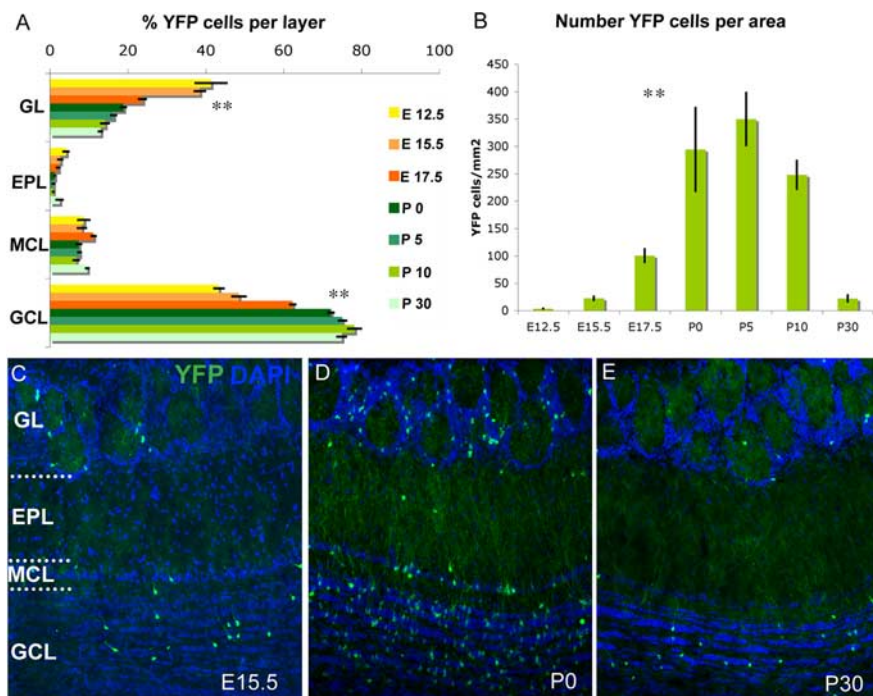 A
% YFP cells per layer
0 20 40 60 80 100
GL
**
EPL
MCL
GCL
**
E 12.5
E 15.5
E 17.5
P 0
P 5
P 10
P 30
B
Number YFP cells per area
YFP cells/mm2
450
400
350
300
250
200
150
100
50
0
**
E12.5 E15.5 E17.5 P0 P5 P10 P30
C
YFP DAPI
GL
EPL
MCL
GCL
E15.5
D
P0
E
P30